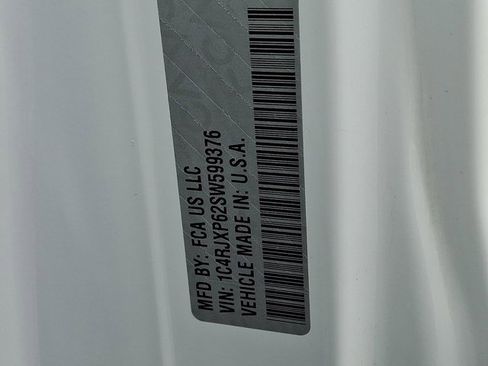 MFD BY: FCA US LLC
VIN: 1C4RJXP62SW599376
VEHICLE MADE IN: U.S.A.